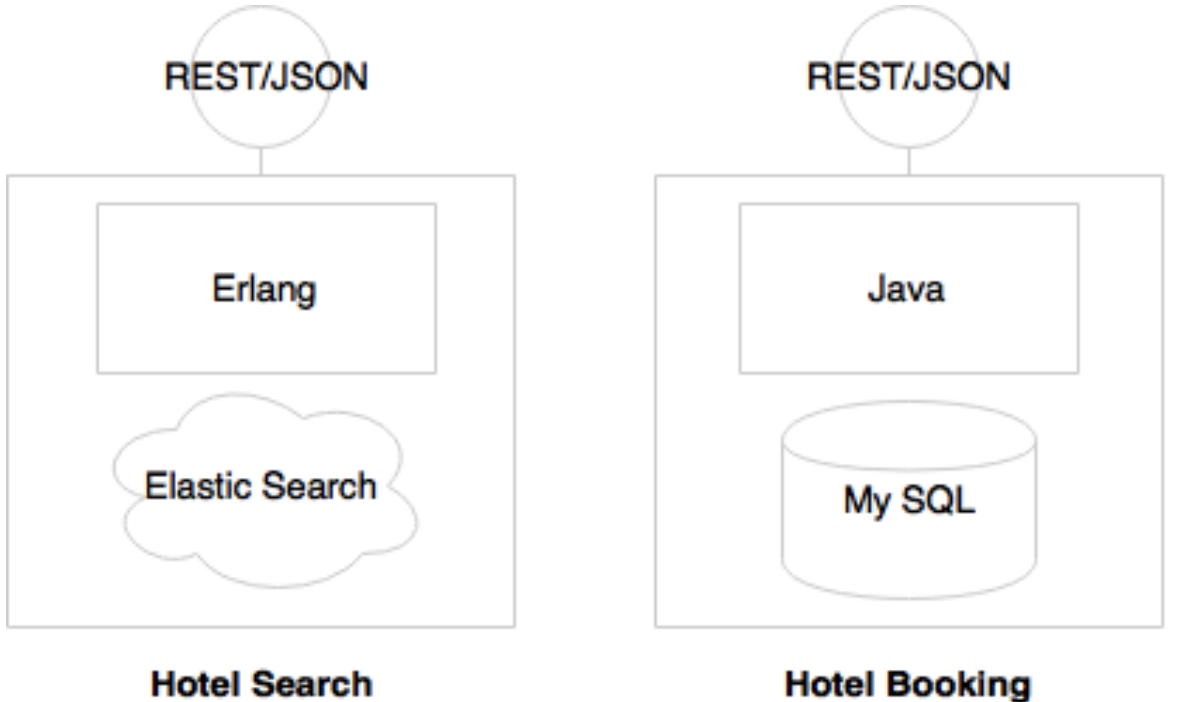 REST/JSON
Erlang
Elastic Search
Hotel Search
REST/JSON
Java
My SQL
Hotel Booking